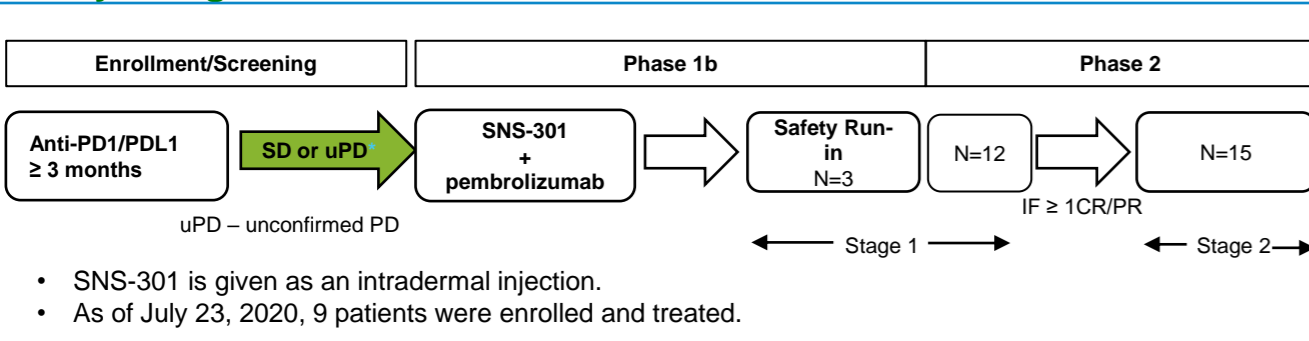 Enrollment/Screening
Phase 1b
Phase 2
Anti-PD1/PDL1
≥ 3 months
SD or uPD*
SNS-301
+
pembrolizumab
Safety Run-
in
N=3
N=12
N=15
IF ≥ 1CR/PR
uPD – unconfirmed PD
Stage 1
Stage 2
• SNS-301 is given as an intradermal injection.
• As of July 23, 2020, 9 patients were enrolled and treated.